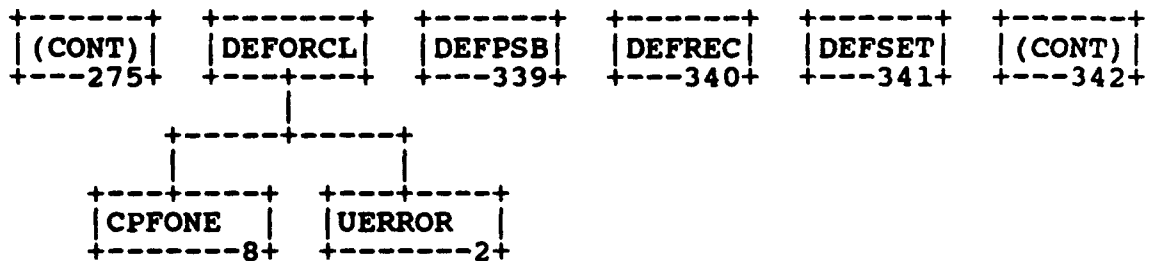 +------+ +-------+ +------+ +------+ +------+ +------+
|(CONT)| |DEFORCL| |DEFPSB| |DEFREC| |DEFSET| |(CONT)|
+---275+ +---+---+ +---339+ +---340+ +---341+ +---342+
|
+-----+-----+
| |
+---+-----+ +---+----+
|CPFONE | |UERROR |
+--------8+ +-------2+